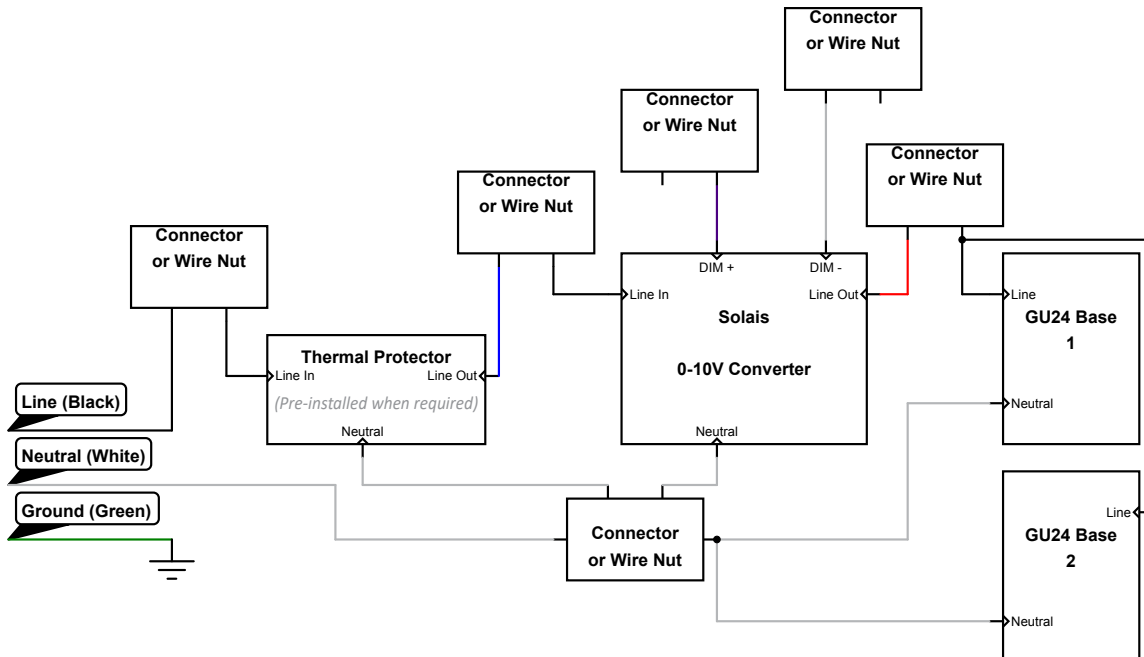 Connector
or Wire Nut
Connector
or Wire Nut
Connector
or Wire Nut
Connector
or Wire Nut
Connector
or Wire Nut
DIM +
DIM -
Line In
Line Out
Solais
0-10V Converter
Neutral
Line
GU24 Base
1
Neutral
Thermal Protector
Line In
Line Out
(Pre-installed when required)
Neutral
Line (Black)
Neutral (White)
Ground (Green)
Connector
or Wire Nut
Line
GU24 Base
2
Neutral